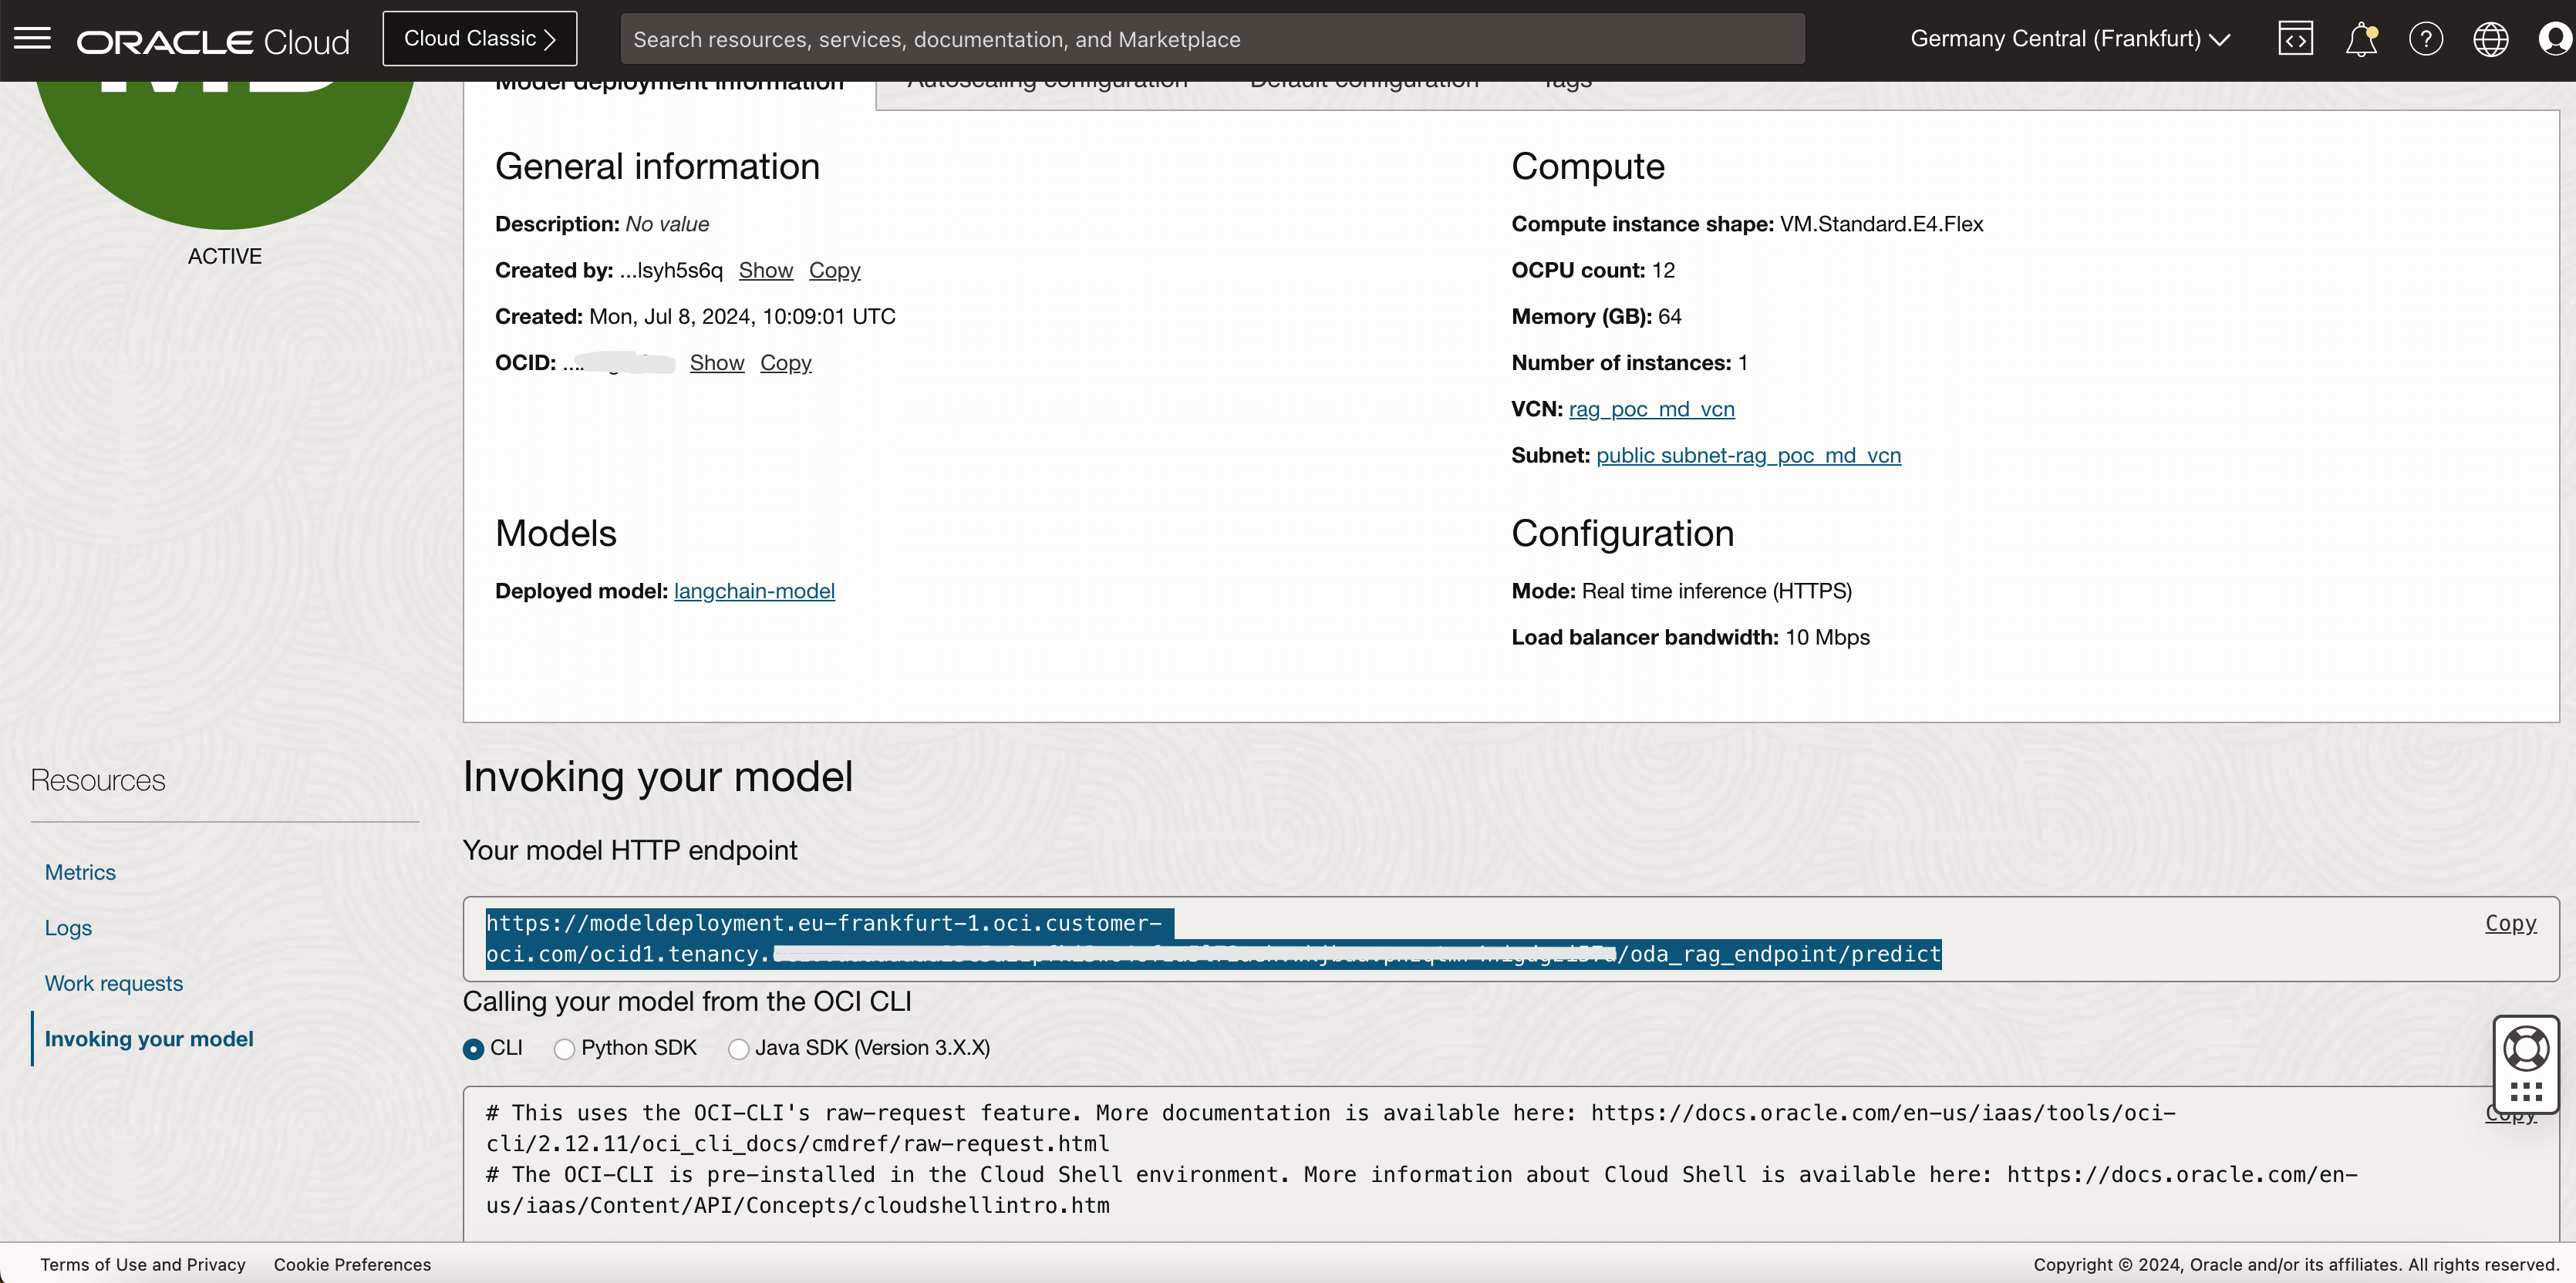 ORACLE Cloud
Cloud Classic
Search resources, services, documentation, and Marketplace
Germany Central (Frankfurt)
Model deployment information
Autoscaling configuration
Default configuration
Tags
ACTIVE
General information
Description: No value
Created by: ...lsyh5s6q Show Copy
Created: Mon, Jul 8, 2024, 10:09:01 UTC
OCID: ... Show Copy
Compute
Compute instance shape: VM.Standard.E4.Flex
OCPU count: 12
Memory (GB): 64
Number of instances: 1
VCN: rag_poc_md_vcn
Subnet: public subnet-rag_poc_md_vcn
Models
Deployed model: langchain-model
Configuration
Mode: Real time inference (HTTPS)
Load balancer bandwidth: 10 Mbps
Resources
Metrics
Logs
Work requests
Invoking your model
Invoking your model
Your model HTTP endpoint
https://modeldeployment.eu-frankfurt-1.oci.customer-
oci.com/ocid1.tenancy. /oda_rag_endpoint/predict
Copy
Calling your model from the OCI CLI
CLI
Python SDK
Java SDK (Version 3.X.X)
# This uses the OCI-CLI's raw-request feature. More documentation is available here: https://docs.oracle.com/en-us/iaas/tools/oci-
cli/2.12.11/oci_cli_docs/cmdref/raw-request.html
# The OCI-CLI is pre-installed in the Cloud Shell environment. More information about Cloud Shell is available here: https://docs.oracle.com/en-
us/iaas/Content/API/Concepts/cloudshellintro.htm
Copy
Terms of Use and Privacy
Cookie Preferences
Copyright © 2024, Oracle and/or its affiliates. All rights reserved.